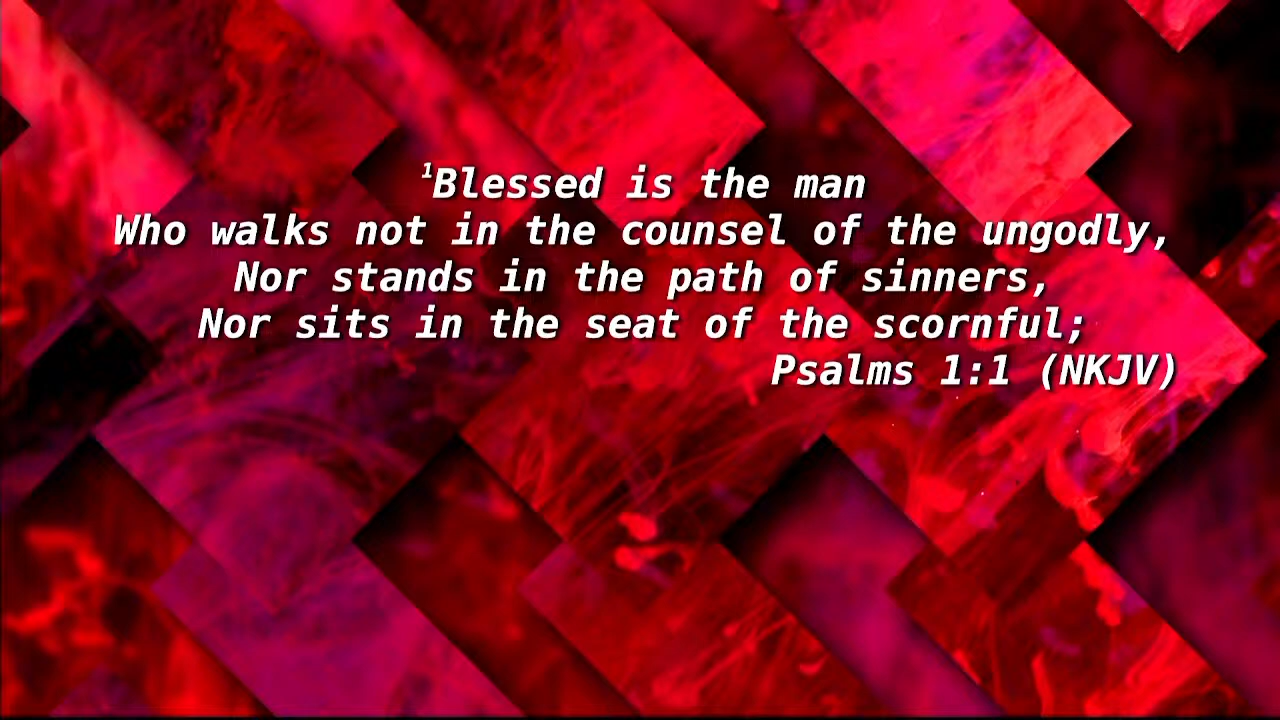 ¹Blessed is the man
Who walks not in the counsel of the ungodly,
Nor stands in the path of sinners,
Nor sits in the seat of the scornful;
Psalms 1:1 (NKJV)